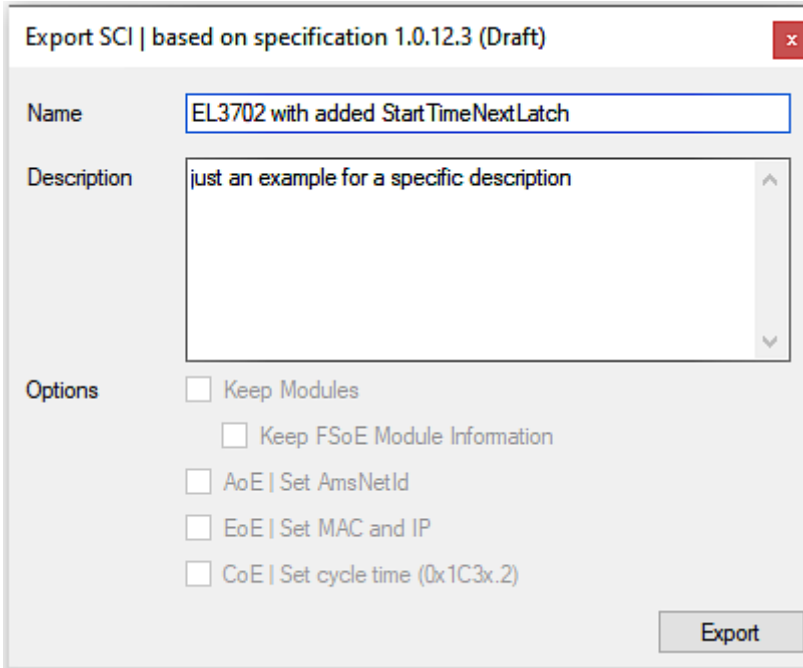 Export SCI | based on specification 1.0.12.3 (Draft)
x
Name
EL3702 with added StartTimeNextLatch
Description
just an example for a specific description
Options
Keep Modules
Keep FSoE Module Information
AoE | Set AmsNetId
EoE | Set MAC and IP
CoE | Set cycle time (0x1C3x.2)
Export